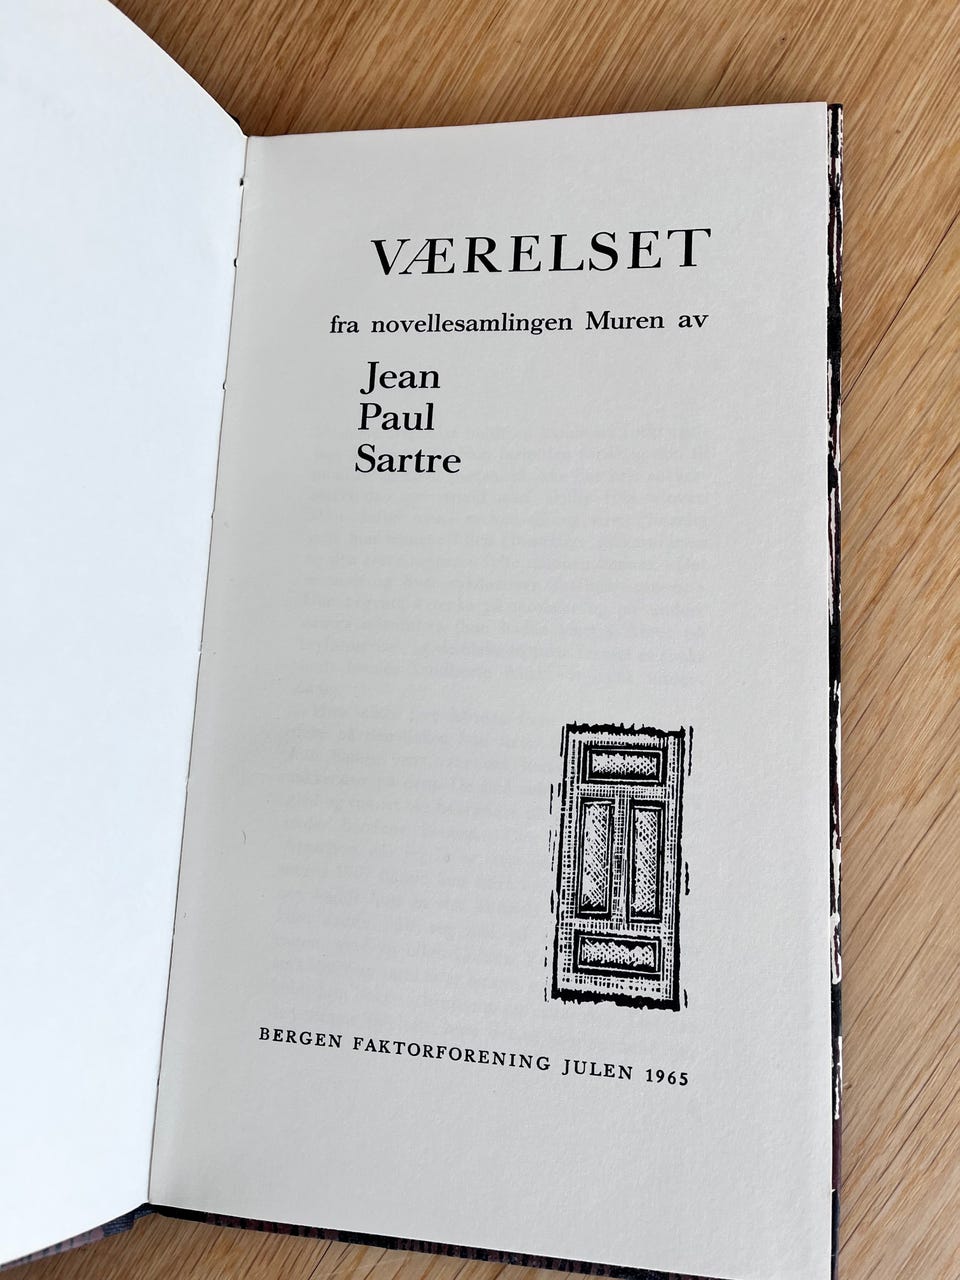 VÆRELSET
fra novellesamlingen Muren av
Jean
Paul
Sartre
BERGEN FAKTORFORENING JULEN 1965